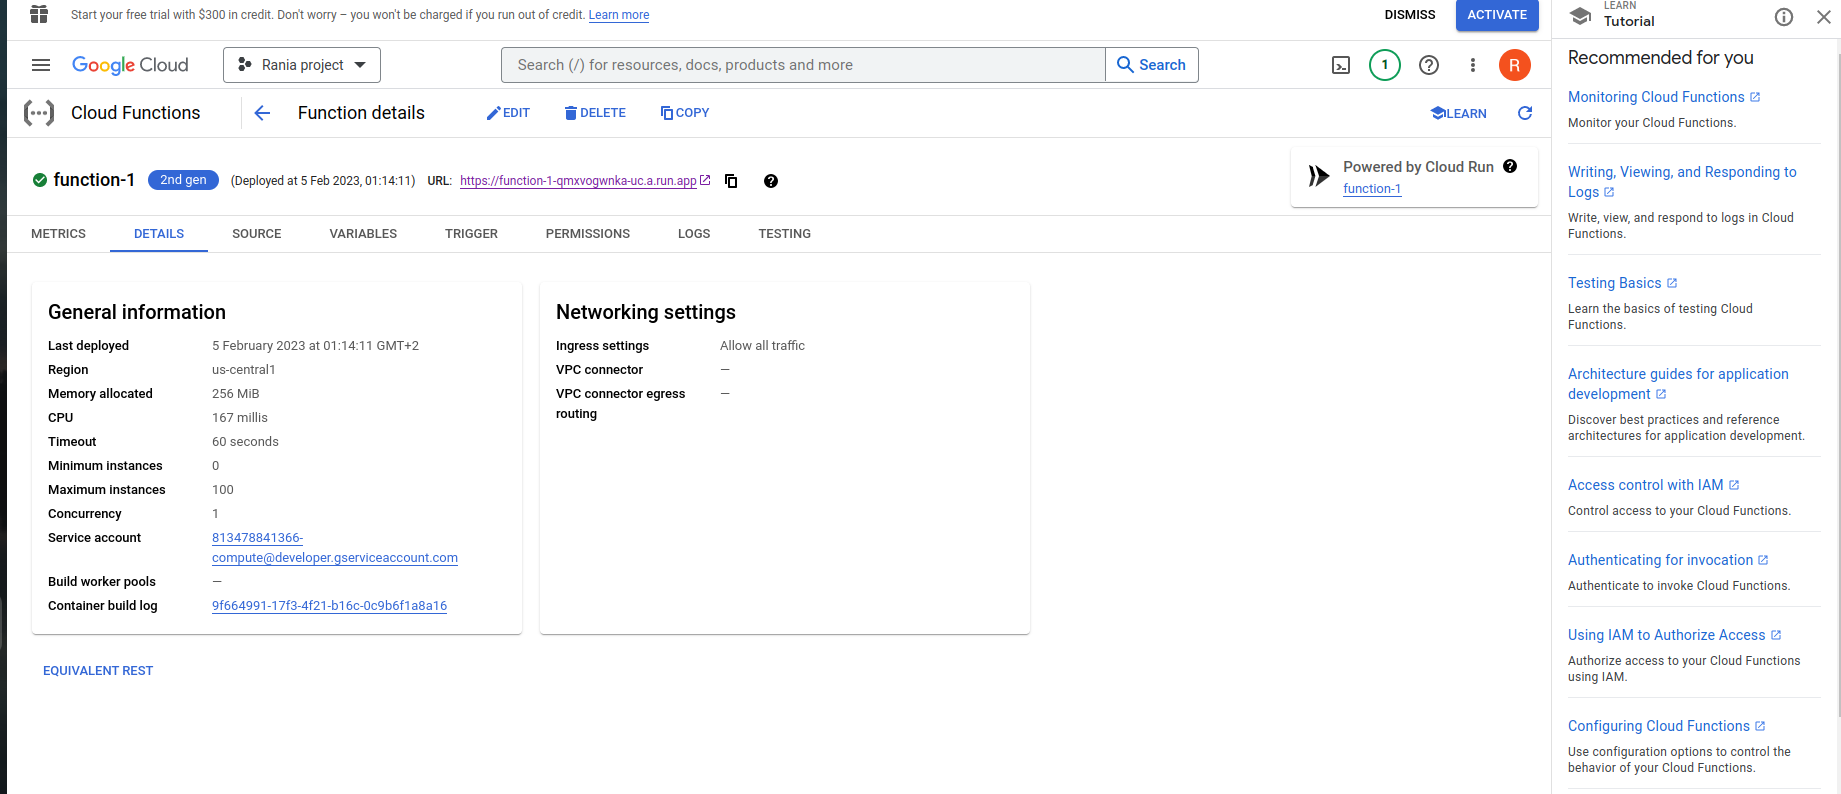 Start your free trial with $300 in credit. Don't worry – you won't be charged if you run out of credit. Learn more
DISMISS
ACTIVATE
Google Cloud
Rania project
Search (/) for resources, docs, products and more
Search
1
R
Cloud Functions
Function details
EDIT
DELETE
COPY
LEARN
function-1
2nd gen
(Deployed at 5 Feb 2023, 01:14:11)
URL:
https://function-1-qmxvogwnka-uc.a.run.app
Powered by Cloud Run
function-1
METRICS
DETAILS
SOURCE
VARIABLES
TRIGGER
PERMISSIONS
LOGS
TESTING
General information
Last deployed 5 February 2023 at 01:14:11 GMT+2
Region us-central1
Memory allocated 256 MiB
CPU 167 millis
Timeout 60 seconds
Minimum instances 0
Maximum instances 100
Concurrency 1
Service account 813478841366-
compute@developer.gserviceaccount.com
Build worker pools —
Container build log 9f664991-17f3-4f21-b16c-0c9b6f1a8a16
EQUIVALENT REST
Networking settings
Ingress settings Allow all traffic
VPC connector —
VPC connector egress —
routing
LEARN
Tutorial
Recommended for you
Monitoring Cloud Functions
Monitor your Cloud Functions.
Writing, Viewing, and Responding to
Logs
Write, view, and respond to logs in Cloud
Functions.
Testing Basics
Learn the basics of testing Cloud
Functions.
Architecture guides for application
development
Discover best practices and reference
architectures for application development.
Access control with IAM
Control access to your Cloud Functions.
Authenticating for invocation
Authenticate to invoke Cloud Functions.
Using IAM to Authorize Access
Authorize access to your Cloud Functions
using IAM.
Configuring Cloud Functions
Use configuration options to control the
behavior of your Cloud Functions.